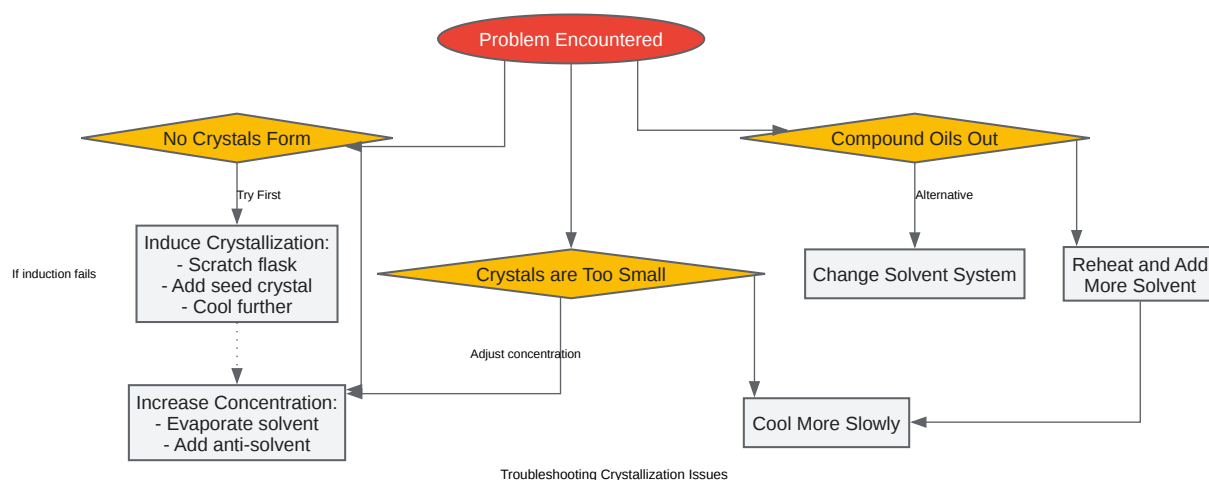 Problem Encountered
No Crystals Form
Compound Oils Out
Try First
Alternative
Induce Crystallization:
- Scratch flask
- Add seed crystal
- Cool further
If induction fails
Crystals are Too Small
Change Solvent System
Reheat and Add
More Solvent
Adjust concentration
Increase Concentration:
- Evaporate solvent
- Add anti-solvent
Cool More Slowly
Troubleshooting Crystallization Issues